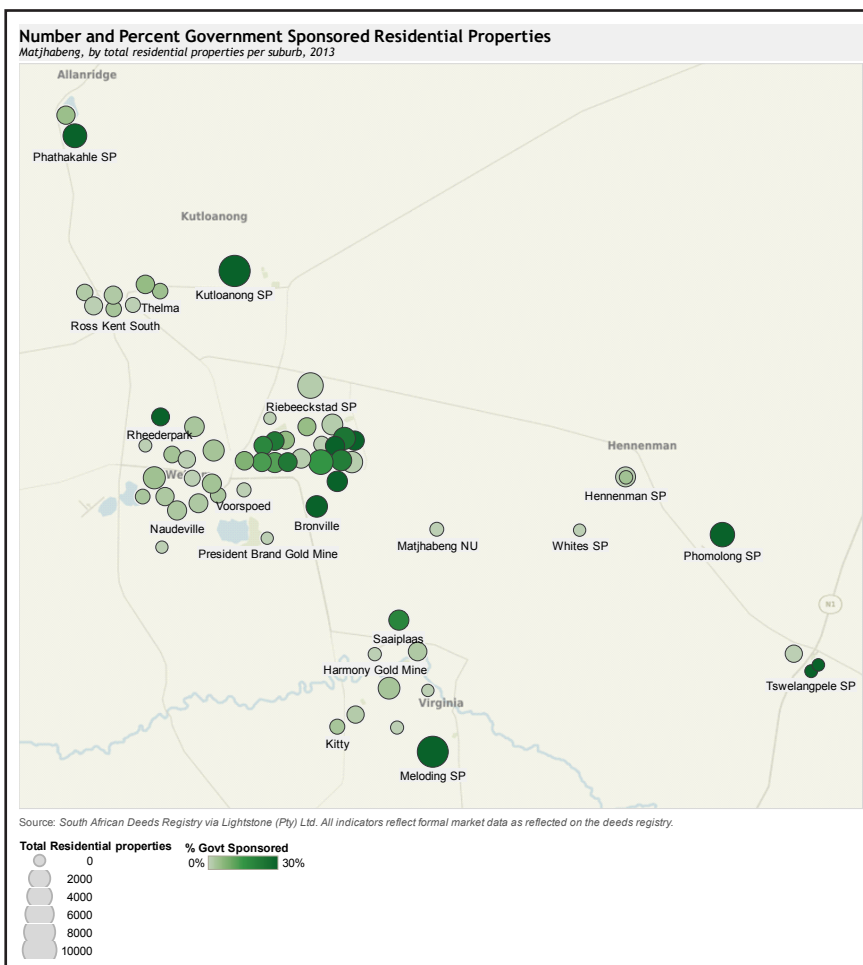 Number and Percent Government Sponsored Residential Properties
Matjhabeng, by total residential properties per suburb, 2013
Allanridge
Phathakahle SP
Kutloanong
Kutloanong SP
Thelma
Ross Kent South
Riebeeckstad SP
Rheederpark
Hennenman
Hennenman SP
Voorspoed
Naudeville
Bronville
President Brand Gold Mine
Matjhabeng NU
Whites SP
Phomolong SP
N1
Saaiplaas
Harmony Gold Mine
Tswelangpele SP
Virginia
Kitty
Meloding SP
Source: South African Deeds Registry via Lightstone (Pty) Ltd. All indicators reflect formal market data as reflected on the deeds registry.
Total Residential properties
0
2000
4000
6000
8000
10000
% Govt Sponsored
0% 30%